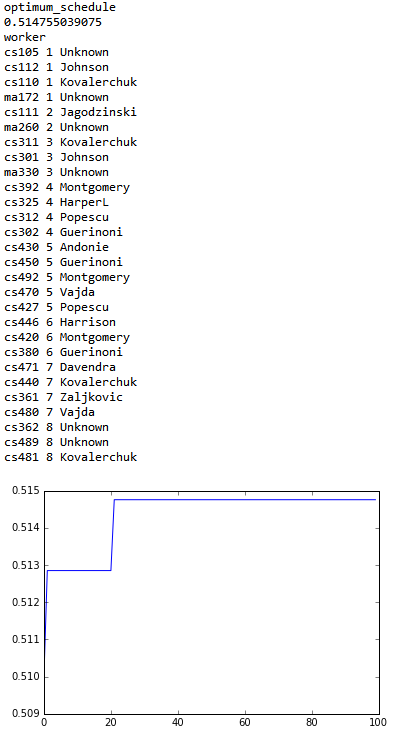 optimum_schedule
0.514755039075
worker
cs105 1 Unknown
cs112 1 Johnson
cs110 1 Kovalerchuk
ma172 1 Unknown
cs111 2 Jagodzinski
ma260 2 Unknown
cs311 3 Kovalerchuk
cs301 3 Johnson
ma330 3 Unknown
cs392 4 Montgomery
cs325 4 HarperL
cs312 4 Popescu
cs302 4 Guerinoni
cs430 5 Andonie
cs450 5 Guerinoni
cs492 5 Montgomery
cs470 5 Vajda
cs427 5 Popescu
cs446 6 Harrison
cs420 6 Montgomery
cs380 6 Guerinoni
cs471 7 Davendra
cs440 7 Kovalerchuk
cs361 7 Zaljkovic
cs480 7 Vajda
cs362 8 Unknown
cs489 8 Unknown
cs481 8 Kovalerchuk
0.515
0.514
0.513
0.512
0.511
0.510
0.509
0 20 40 60 80 100